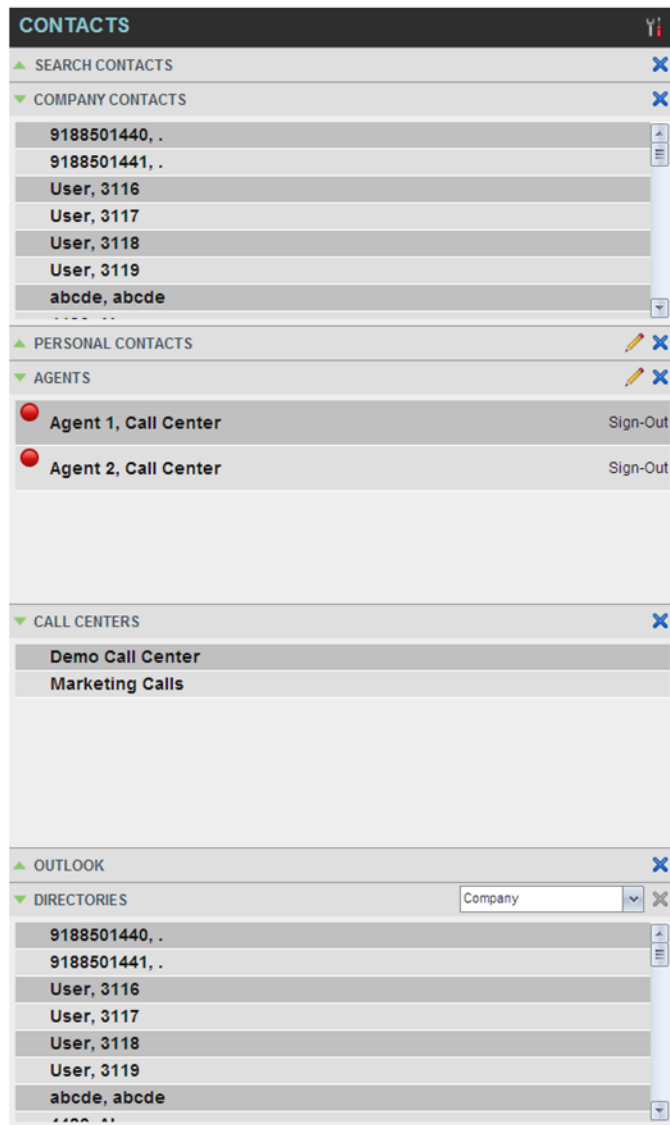 CONTACTS
SEARCH CONTACTS
COMPANY CONTACTS
9188501440, .
9188501441, .
User, 3116
User, 3117
User, 3118
User, 3119
abcde, abcde
PERSONAL CONTACTS
AGENTS
Agent 1, Call Center Sign-Out
Agent 2, Call Center Sign-Out
CALL CENTERS
Demo Call Center
Marketing Calls
OUTLOOK
DIRECTORIES Company
9188501440, .
9188501441, .
User, 3116
User, 3117
User, 3118
User, 3119
abcde, abcde